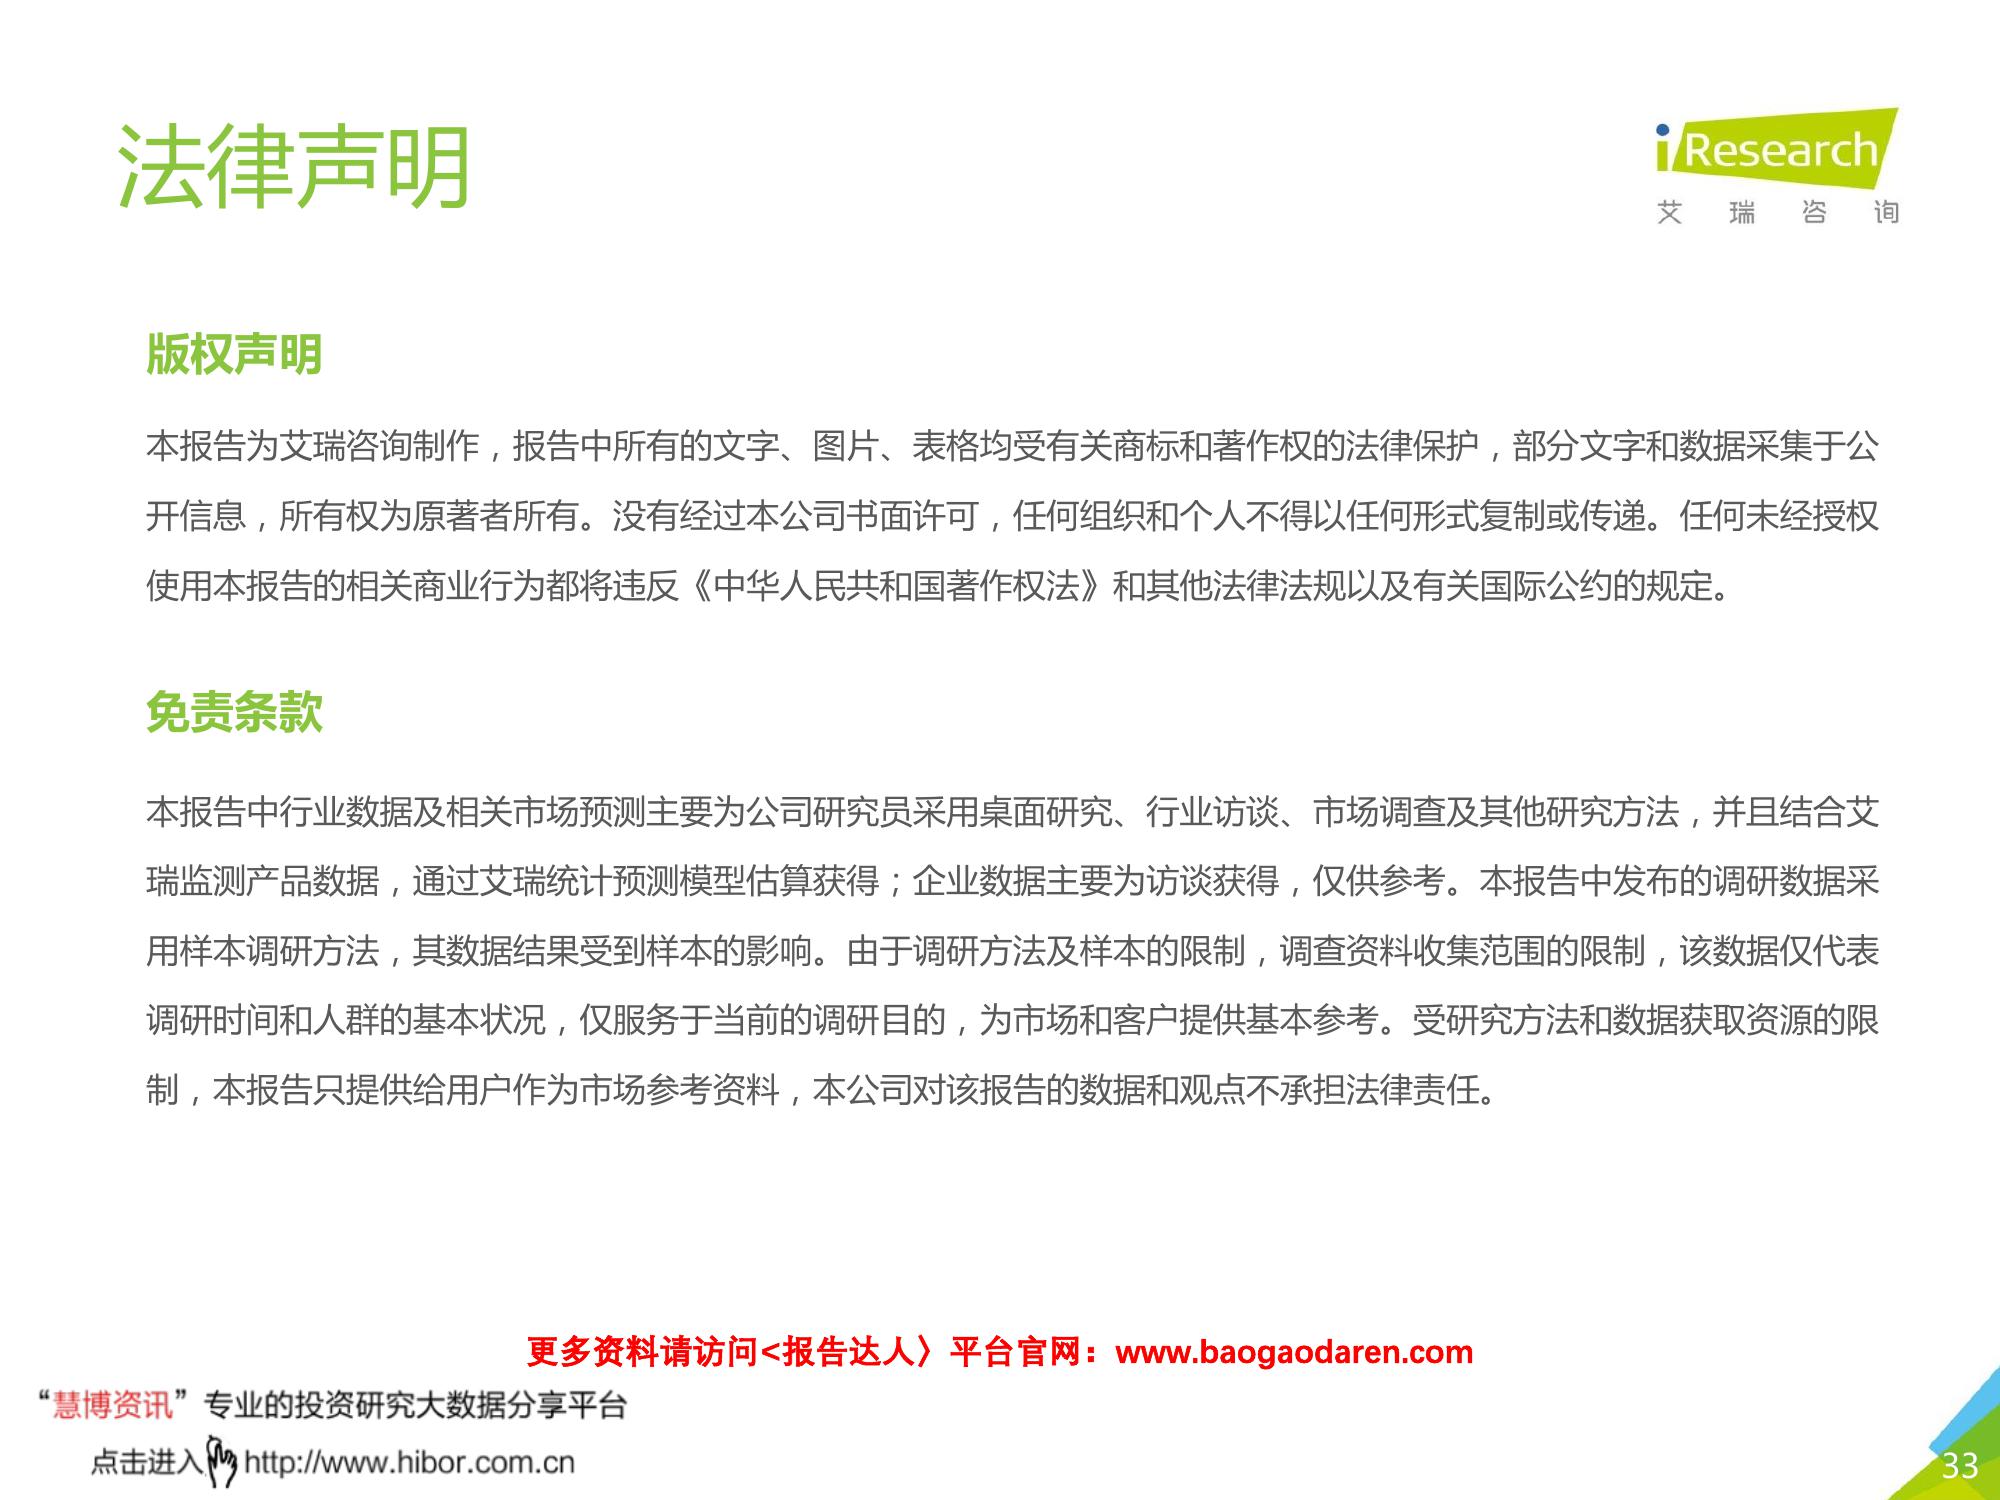 法律声明
iResearch
艾瑞咨询
版权声明
本报告为艾瑞咨询制作，报告中所有的文字、图片、表格均受有关商标和著作权的法律保护，部分文字和数据采集于公
开信息，所有权为原著者所有。没有经过本公司书面许可，任何组织和个人不得以任何形式复制或传递。任何未经授权
使用本报告的相关商业行为都将违反《中华人民共和国著作权法》和其他法律法规以及有关国际公约的规定。
免责条款
本报告中行业数据及相关市场预测主要为公司研究员采用桌面研究、行业访谈、市场调查及其他研究方法，并且结合艾
瑞监测产品数据，通过艾瑞统计预测模型估算获得；企业数据主要为访谈获得，仅供参考。本报告中发布的调研数据采
用样本调研方法，其数据结果受到样本的影响。由于调研方法及样本的限制，调查资料收集范围的限制，该数据仅代表
调研时间和人群的基本状况，仅服务于当前的调研目的，为市场和客户提供基本参考。受研究方法和数据获取资源的限
制，本报告只提供给用户作为市场参考资料，本公司对该报告的数据和观点不承担法律责任。
更多资料请访问<报告达人〉平台官网：www.baogaodaren.com
“慧博资讯”专业的投资研究大数据分享平台
点击进入http://www.hibor.com.cn
33